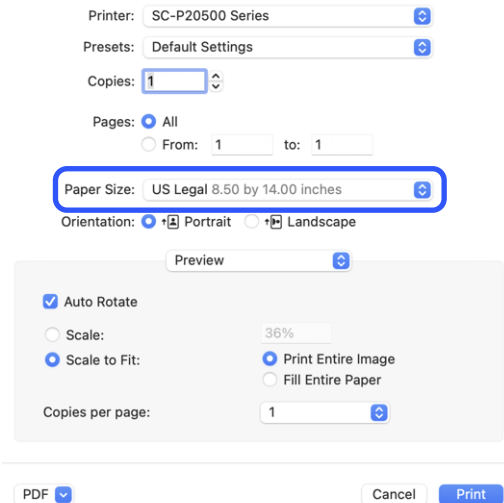 Printer: SC-P20500 Series
Presets: Default Settings
Copies: 1
Pages: All
From: 1 to: 1
Paper Size: US Legal 8.50 by 14.00 inches
Orientation: Portrait Landscape
Preview
Auto Rotate
Scale: 36%
Scale to Fit: Print Entire Image
Fill Entire Paper
Copies per page: 1
PDF Cancel Print